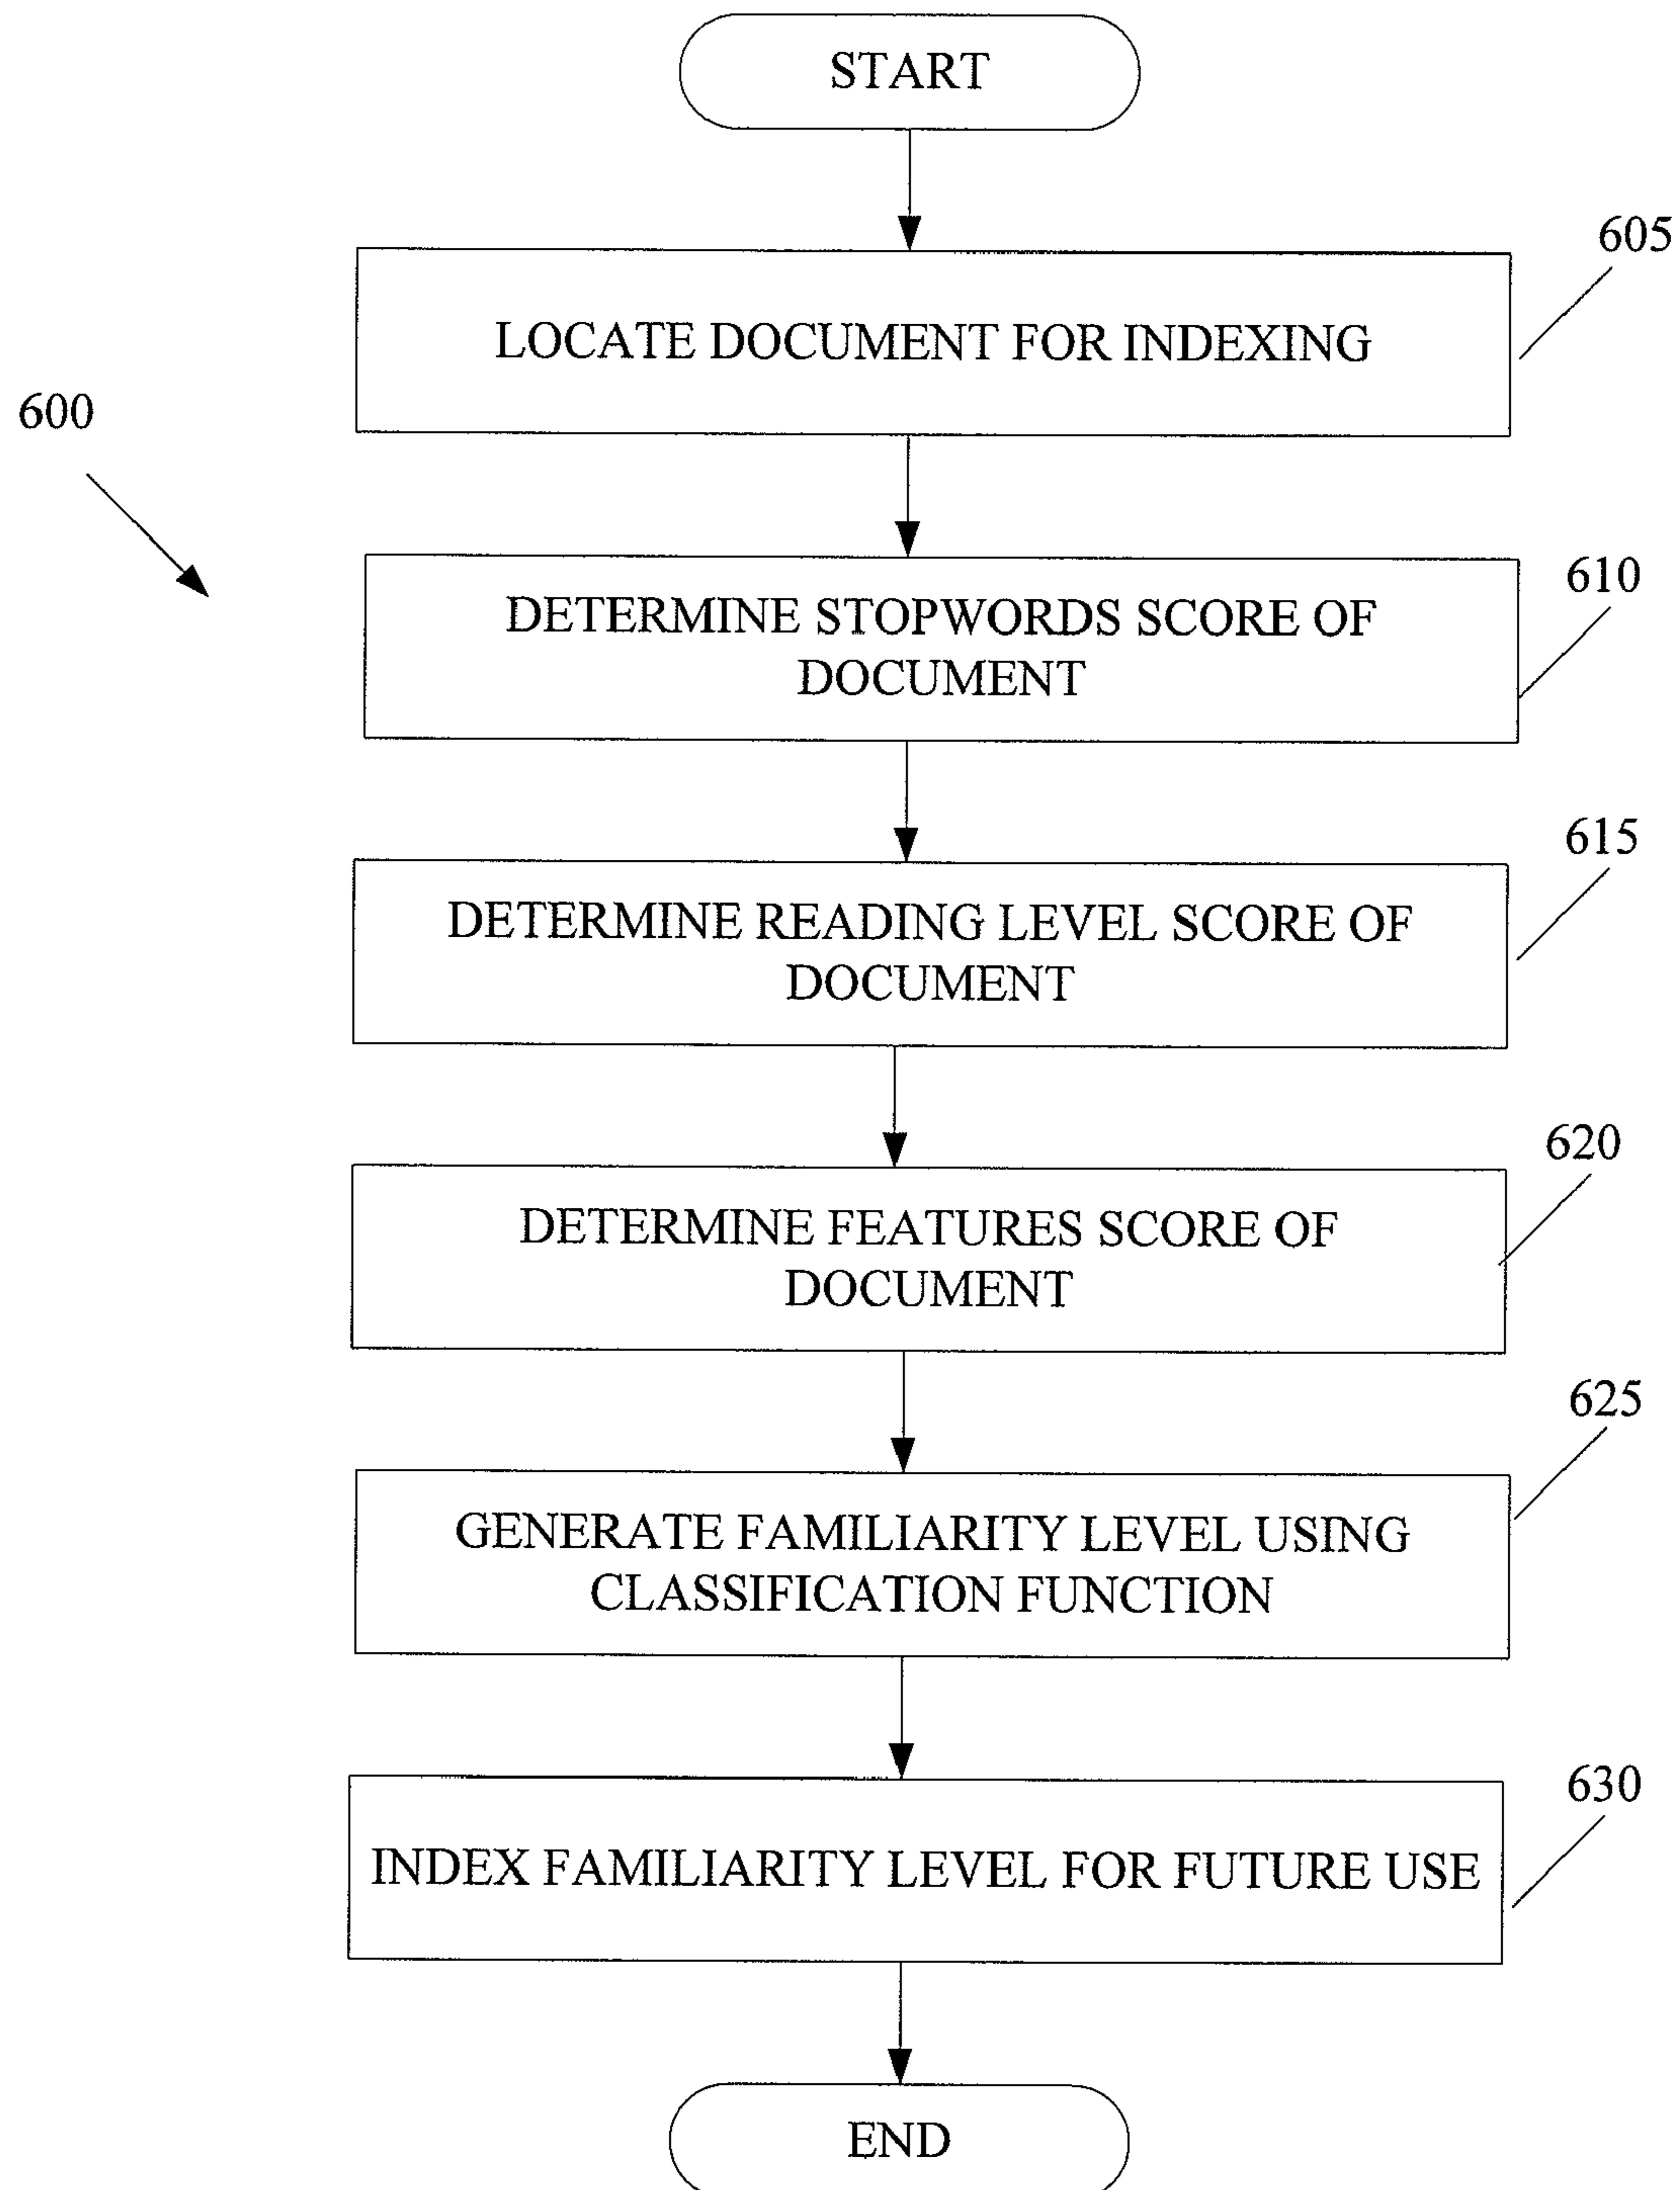 START
605
LOCATE DOCUMENT FOR INDEXING
600
610
DETERMINE STOPWORDS SCORE OF
DOCUMENT
615
DETERMINE READING LEVEL SCORE OF
DOCUMENT
620
DETERMINE FEATURES SCORE OF
DOCUMENT
625
GENERATE FAMILIARITY LEVEL USING
CLASSIFICATION FUNCTION
630
INDEX FAMILIARITY LEVEL FOR FUTURE USE
END